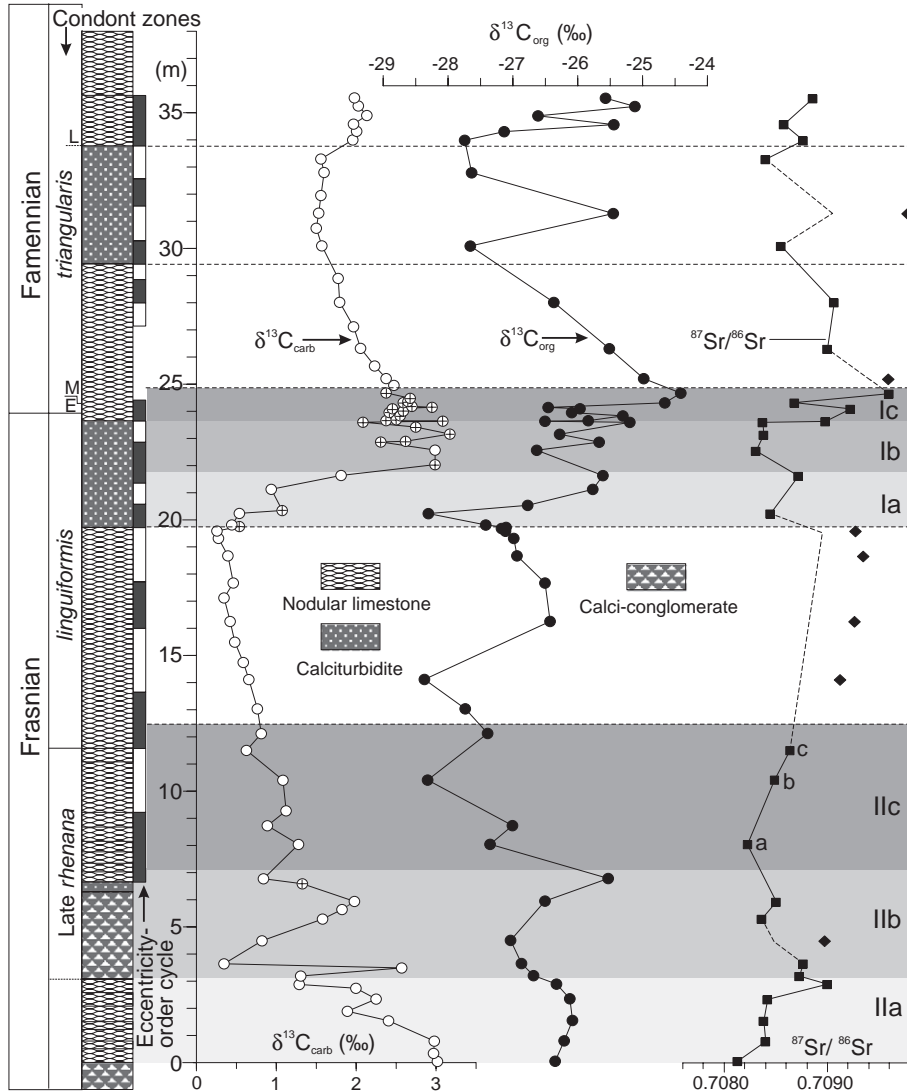 Condont zones
(m)
δ13Corg (‰)
-29 -28 -27 -26 -25 -24
35
30
25
20
15
10
5
0
Famennian
Frasnian
triangularis
linguiformis
Late rhenana
L
M
E
δ13Ccarb
δ13Corg
87Sr/86Sr
Ic
Ib
Ia
Nodular limestone
Calci-conglomerate
Calciturbidite
c
b
a
IIc
IIb
IIa
Eccentricity-
order cycle
δ13Ccarb (‰)
87Sr/ 86Sr
0 1 2 3
0.7080 0.7090